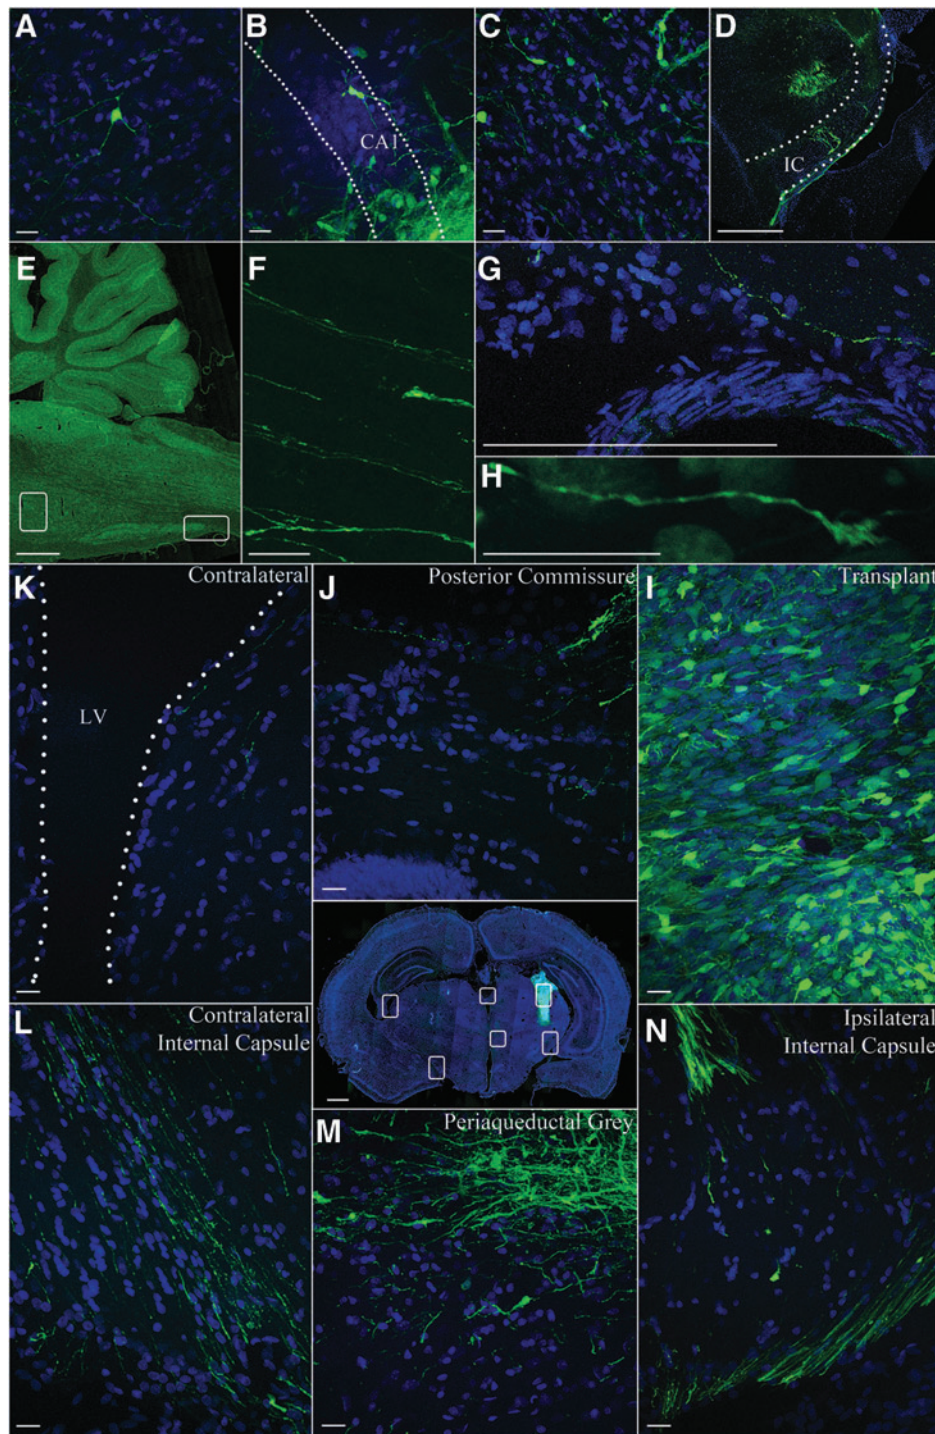 A
B
C
D
CA1
IC
E
F
G
H
K
Contralateral
J
Posterior Commissure
I
Transplant
LV
L
Contralateral
Internal Capsule
M
Periaqueductal Grey
N
Ipsilateral
Internal Capsule